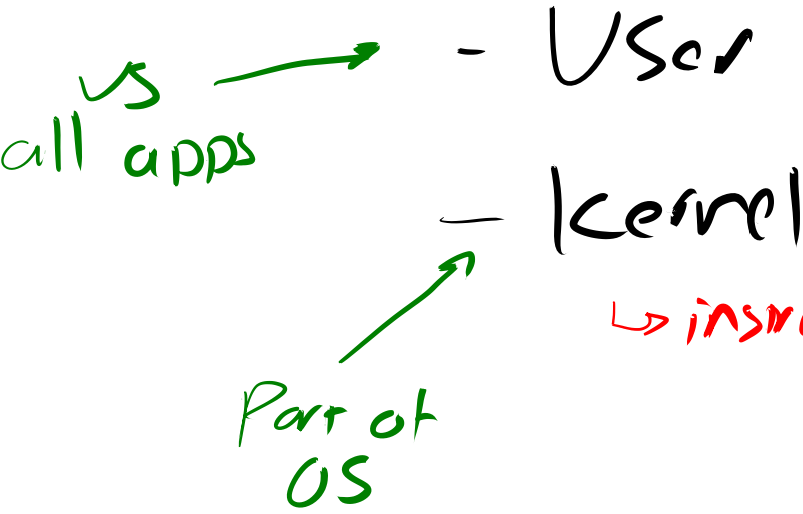 - User
us
all apps
- kernel
Part of
OS